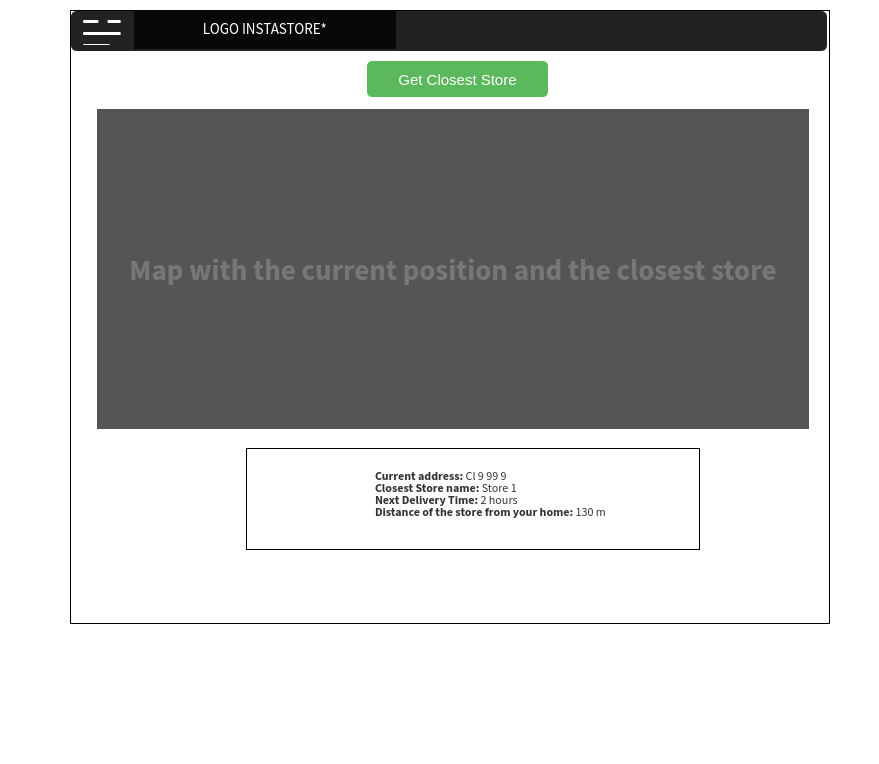 LOGO INSTASTORE*
Get Closest Store
Map with the current position and the closest store
Current address: Cl 9 99 9
Closest Store name: Store 1
Next Delivery Time: 2 hours
Distance of the store from your home: 130 m